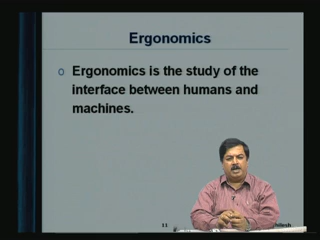 Ergonomics
o Ergonomics is the study of the
interface between humans and
machines.
11